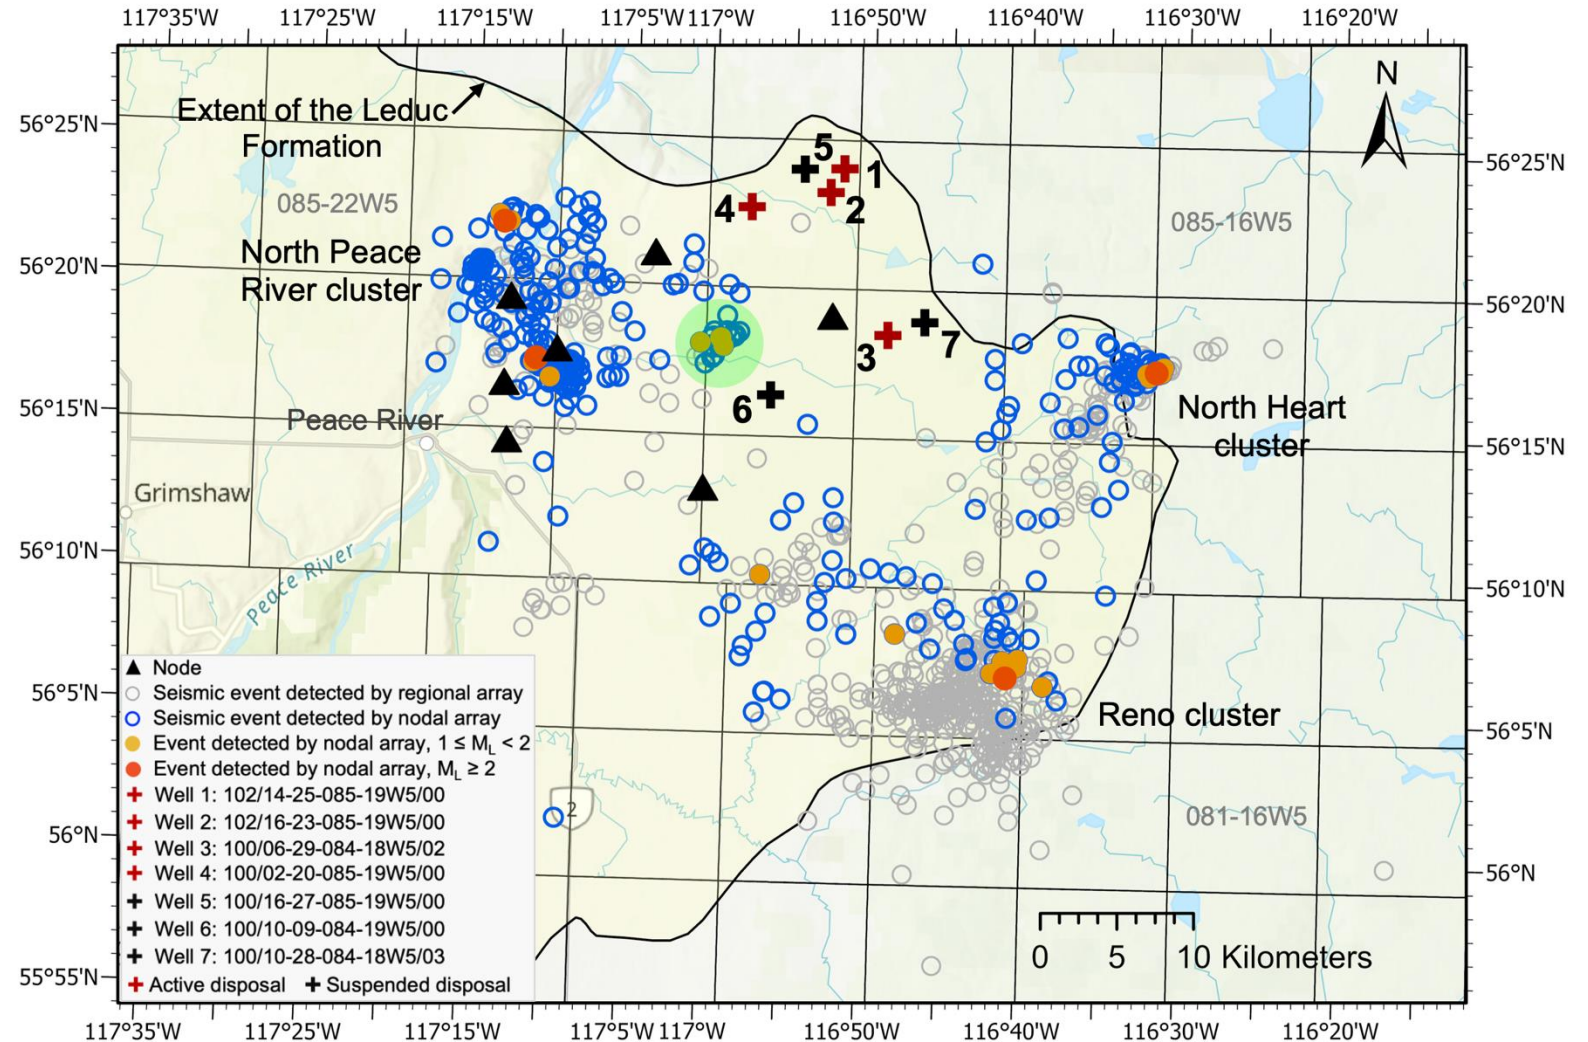 117°35'W 117°25'W 117°15'W 117°5'W 117°W 116°50'W 116°40'W 116°30'W 116°20'W
N
Extent of the Leduc
Formation
56°25'N
5
1
56°25'N
2
4
085-22W5
085-16W5
North Peace
River cluster
56°20'N
56°20'N
3
7
56°15'N
6
Peace River
North Heart
cluster
56°15'N
Grimshaw
56°10'N
Peace River
56°10'N
56°5'N
Reno cluster
56°5'N
Node
Seismic event detected by regional array
Seismic event detected by nodal array
Event detected by nodal array, 1 ≤ ML < 2
Event detected by nodal array, ML ≥ 2
Well 1: 102/14-25-085-19W5/00
Well 2: 102/16-23-085-19W5/00
Well 3: 100/06-29-084-18W5/02
Well 4: 100/02-20-085-19W5/00
Well 5: 100/16-27-085-19W5/00
Well 6: 100/10-09-084-19W5/00
Well 7: 100/10-28-084-18W5/03
Active disposal Suspended disposal
2
081-16W5
56°N
56°N
0 5 10 Kilometers
55°55'N
117°35'W 117°25'W 117°15'W 117°5'W 117°W 116°50'W 116°40'W 116°30'W 116°20'W